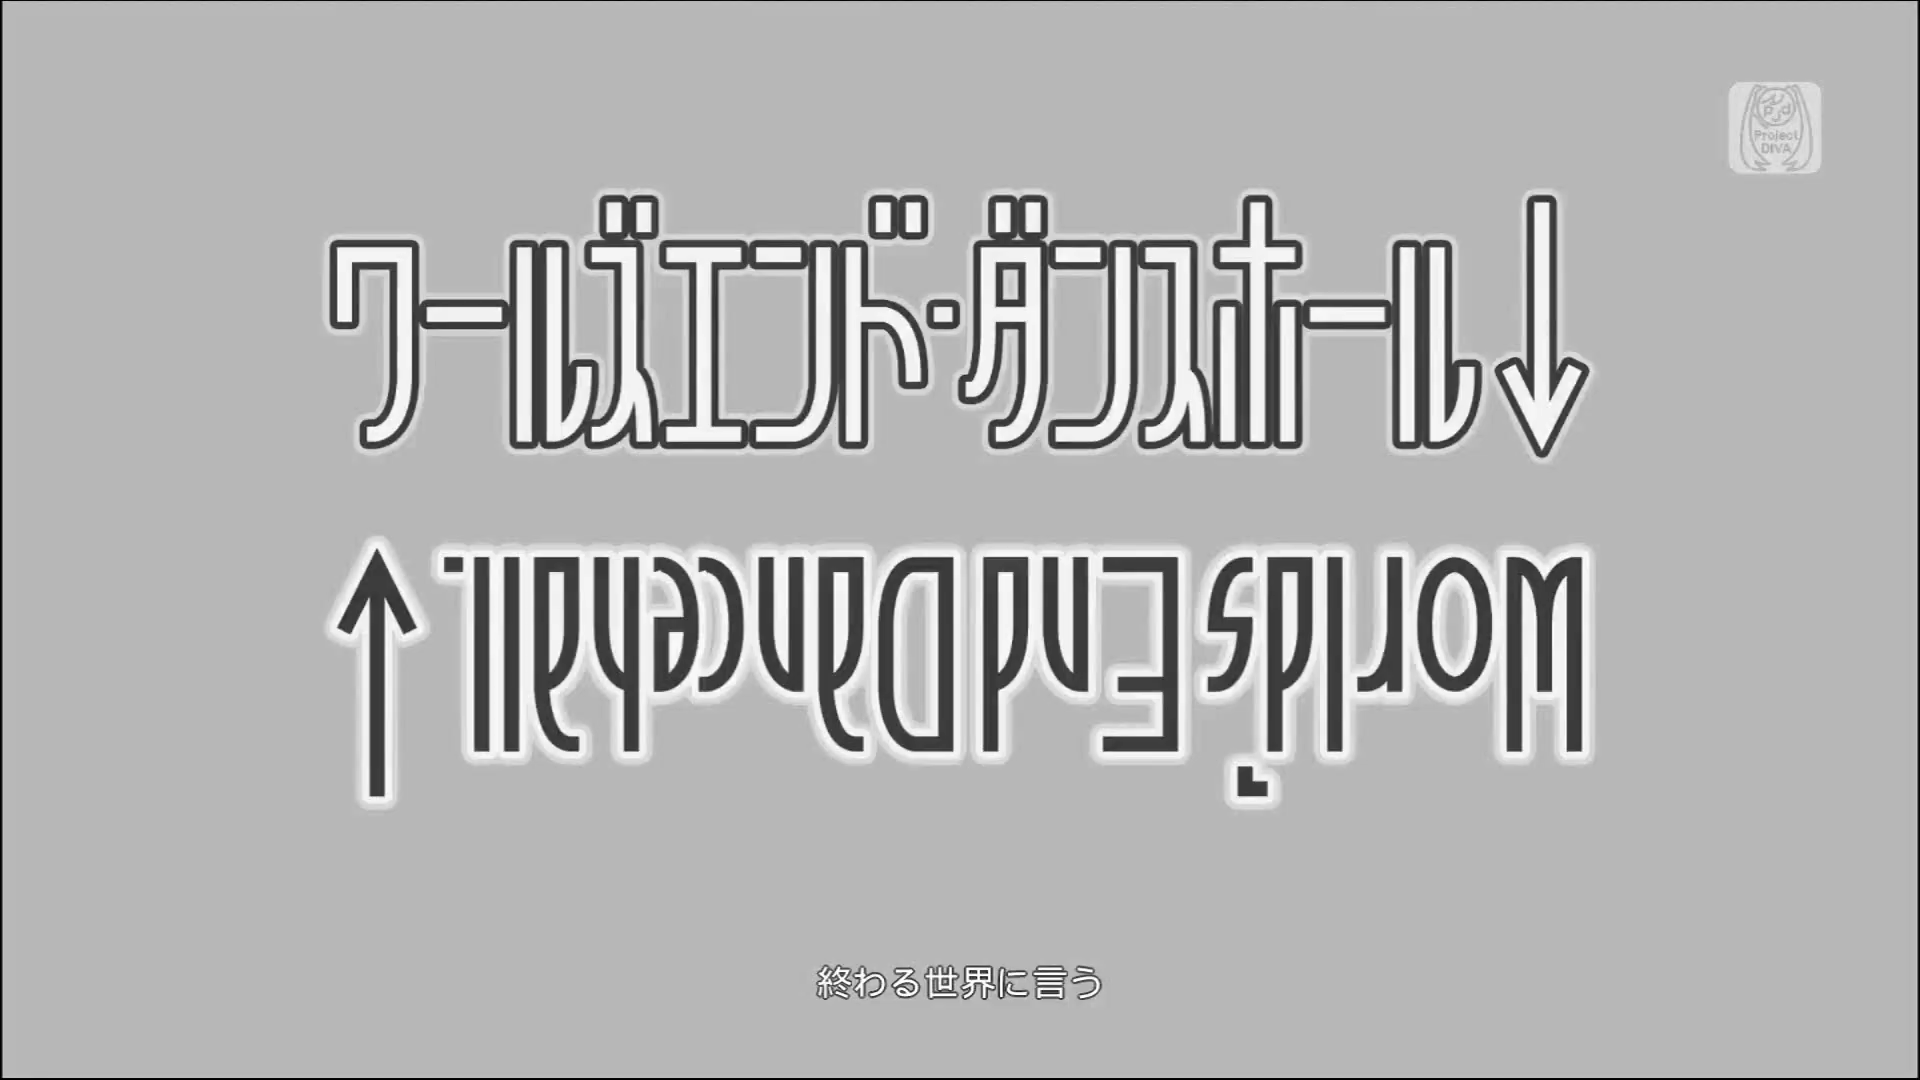 Pjd
Project
DIVA
ワールズエンド・ダンスホール↓
World's End Dancehall. ↑
終わる世界に言う